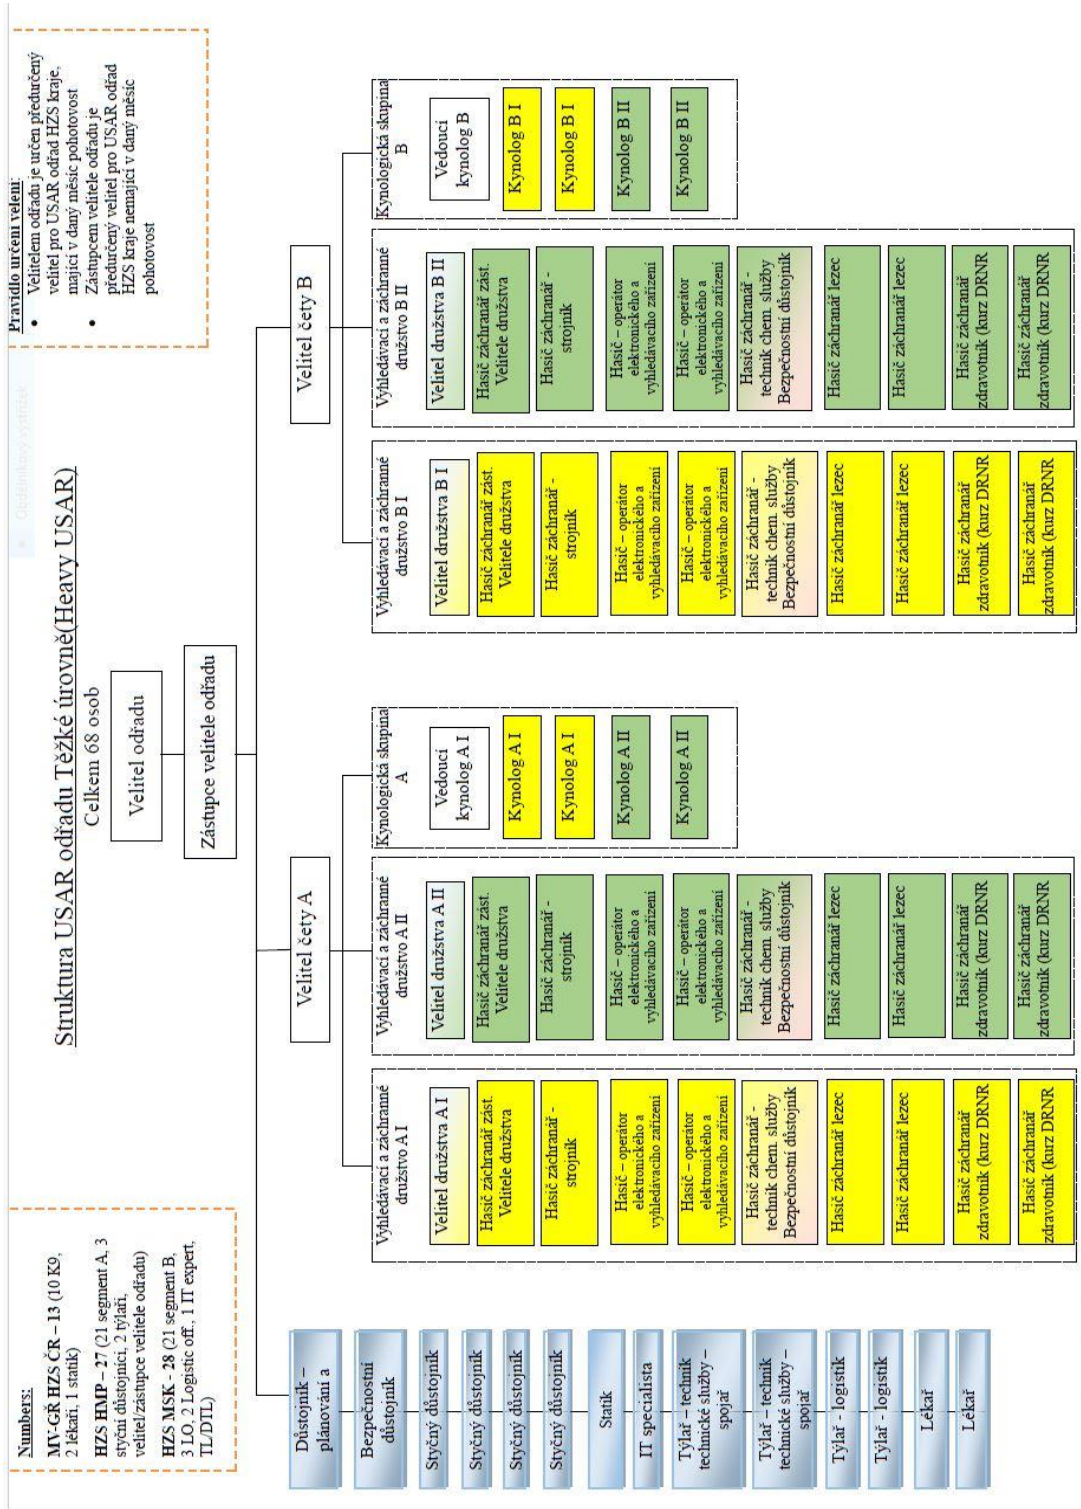 Numbers:
MV-GŘ HZS ČR – 13 (10 K9,
2 lékaři, 1 statik)
HZS HMP – 27 (21 segment A, 3
styční důstojníci, 2 týlaři,
velitel/zástupce velitele odřadu)
HZS MSK - 28 (21 segment B,
3 LO, 2 Logistic off., 1 IT expert,
TL/DTL)
Struktura USAR odřadu Těžké úrovně(Heavy USAR)
Celkem 68 osob
Obdélníkový výstřižek
Pravidlo určení velení:
• Velitelem odřadu je určen předurčený
velitel pro USAR odřad HZS kraje,
mající v daný měsíc pohotovost
• Zástupcem velitele odřadu je
předurčený velitel pro USAR odřad
HZS kraje nemající v daný měsíc
pohotovost
Velitel odřadu
Zástupce velitele odřadu
Důstojník –
plánování a
Bezpečnostní
důstojník
Styčný důstojník
Styčný důstojník
Styčný důstojník
Styčný důstojník
Statik
IT specialista
Týlař – technik
technické služby –
spojař
Týlař – technik
technické služby –
spojař
Týlař - logistik
Týlař - logistik
Lékař
Lékař
Velitel čety A
Vyhledávací a záchranné
družstvo A I
Velitel družstva A I
Hasič záchranář zást.
Velitele družstva
Hasič záchranář -
strojník
Hasič – operátor
elektronického a
vyhledávacího zařízení
Hasič – operátor
elektronického a
vyhledávacího zařízení
Hasič záchranář -
technik chem. služby
Bezpečnostní důstojník
Hasič záchranář lezec
Hasič záchranář lezec
Hasič záchranář
zdravotník (kurz DRNR
Hasič záchranář
zdravotník (kurz DRNR
Vyhledávací a záchranné
družstvo A II
Velitel družstva A II
Hasič záchranář zást.
Velitele družstva
Hasič záchranář -
strojník
Hasič – operátor
elektronického a
vyhledávacího zařízení
Hasič – operátor
elektronického a
vyhledávacího zařízení
Hasič záchranář -
technik chem. služby
Bezpečnostní důstojník
Hasič záchranář lezec
Hasič záchranář lezec
Hasič záchranář
zdravotník (kurz DRNR
Hasič záchranář
zdravotník (kurz DRNR
Kynologická skupina
A
Vedoucí
kynolog A I
Kynolog A I
Kynolog A I
Kynolog A II
Kynolog A II
Velitel čety B
Vyhledávací a záchranné
družstvo B I
Velitel družstva B I
Hasič záchranář zást.
Velitele družstva
Hasič záchranář -
strojník
Hasič – operátor
elektronického a
vyhledávacího zařízení
Hasič – operátor
elektronického a
vyhledávacího zařízení
Hasič záchranář -
technik chem. služby
Bezpečnostní důstojník
Hasič záchranář lezec
Hasič záchranář lezec
Hasič záchranář
zdravotník (kurz DRNR
Hasič záchranář
zdravotník (kurz DRNR
Vyhledávací a záchranné
družstvo B II
Velitel družstva B II
Hasič záchranář zást.
Velitele družstva
Hasič záchranář -
strojník
Hasič – operátor
elektronického a
vyhledávacího zařízení
Hasič – operátor
elektronického a
vyhledávacího zařízení
Hasič záchranář -
technik chem. služby
Bezpečnostní důstojník
Hasič záchranář lezec
Hasič záchranář lezec
Hasič záchranář
zdravotník (kurz DRNR
Hasič záchranář
zdravotník (kurz DRNR
Kynologická skupina
B
Vedoucí
kynolog B
Kynolog B I
Kynolog B I
Kynolog B II
Kynolog B II